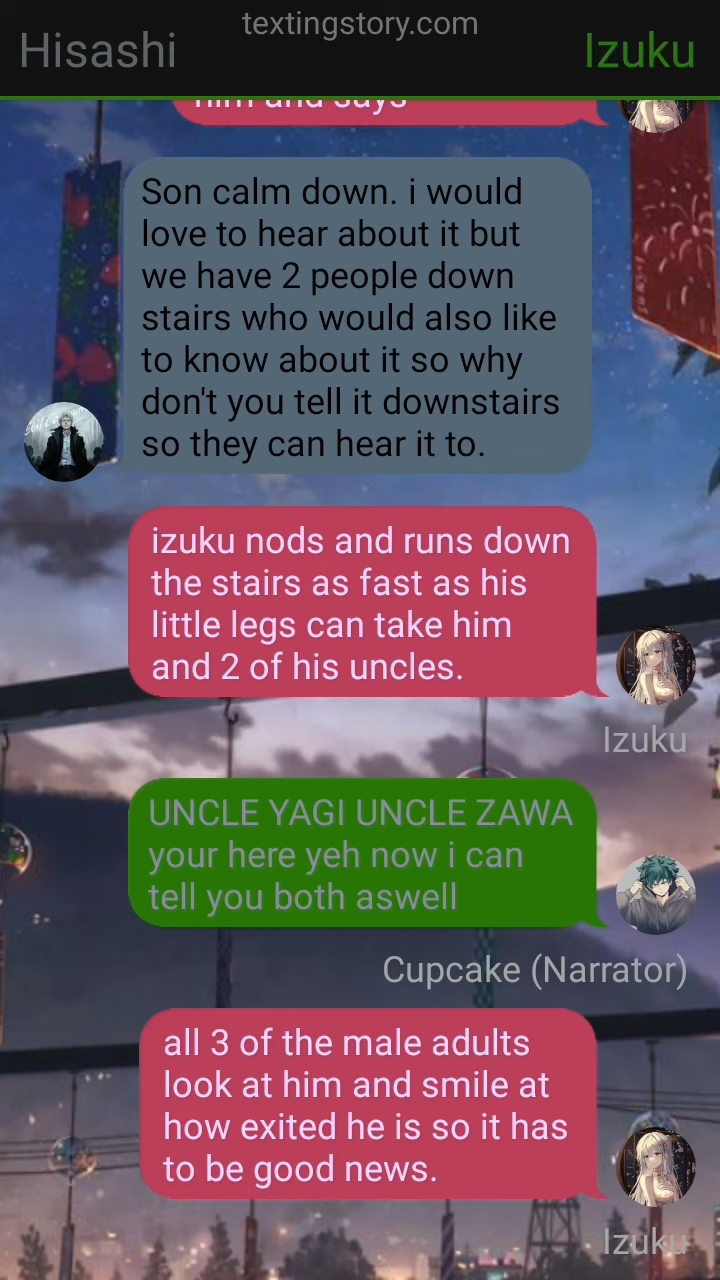 textingstory.com
Hisashi
Izuku
him and says
Son calm down. i would
love to hear about it but
we have 2 people down
stairs who would also like
to know about it so why
don't you tell it downstairs
so they can hear it to.
izuku nods and runs down
the stairs as fast as his
little legs can take him
and 2 of his uncles.
Izuku
UNCLE YAGI UNCLE ZAWA
your here yeh now i can
tell you both aswell
Cupcake (Narrator)
all 3 of the male adults
look at him and smile at
how exited he is so it has
to be good news.
Izuku